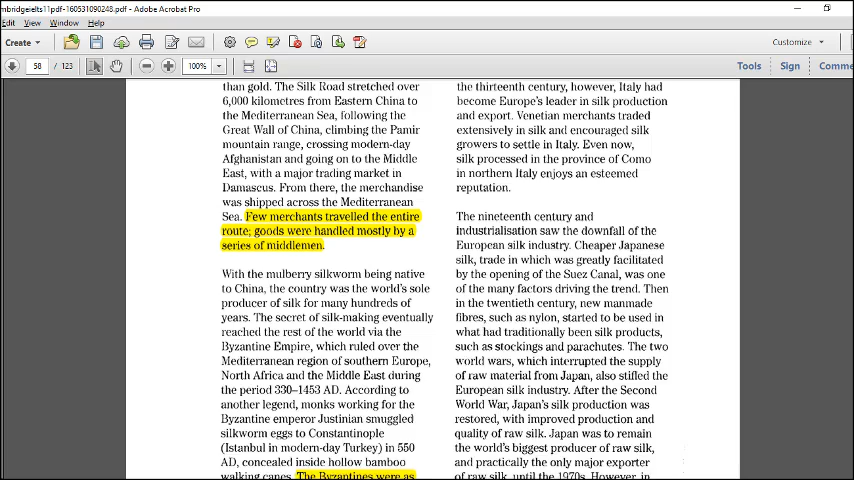 mbridgeielts11pdf-160531090248.pdf - Adobe Acrobat Pro
Edit View Window Help
Create
Customize
58 / 123
100%
Tools Sign Comme
than gold. The Silk Road stretched over
6,000 kilometres from Eastern China to
the Mediterranean Sea, following the
Great Wall of China, climbing the Pamir
mountain range, crossing modern-day
Afghanistan and going on to the Middle
East, with a major trading market in
Damascus. From there, the merchandise
was shipped across the Mediterranean
Sea. Few merchants travelled the entire
route; goods were handled mostly by a
series of middlemen.
With the mulberry silkworm being native
to China, the country was the world's sole
producer of silk for many hundreds of
years. The secret of silk-making eventually
reached the rest of the world via the
Byzantine Empire, which ruled over the
Mediterranean region of southern Europe,
North Africa and the Middle East during
the period 330–1453 AD. According to
another legend, monks working for the
Byzantine emperor Justinian smuggled
silkworm eggs to Constantinople
(Istanbul in modern-day Turkey) in 550
AD, concealed inside hollow bamboo
walking canes. The Byzantines were as
the thirteenth century, however, Italy had
become Europe's leader in silk production
and export. Venetian merchants traded
extensively in silk and encouraged silk
growers to settle in Italy. Even now,
silk processed in the province of Como
in northern Italy enjoys an esteemed
reputation.
The nineteenth century and
industrialisation saw the downfall of the
European silk industry. Cheaper Japanese
silk, trade in which was greatly facilitated
by the opening of the Suez Canal, was one
of the many factors driving the trend. Then
in the twentieth century, new manmade
fibres, such as nylon, started to be used in
what had traditionally been silk products,
such as stockings and parachutes. The two
world wars, which interrupted the supply
of raw material from Japan, also stifled the
European silk industry. After the Second
World War, Japan's silk production was
restored, with improved production and
quality of raw silk. Japan was to remain
the world's biggest producer of raw silk,
and practically the only major exporter
of raw silk, until the 1970s. However, in